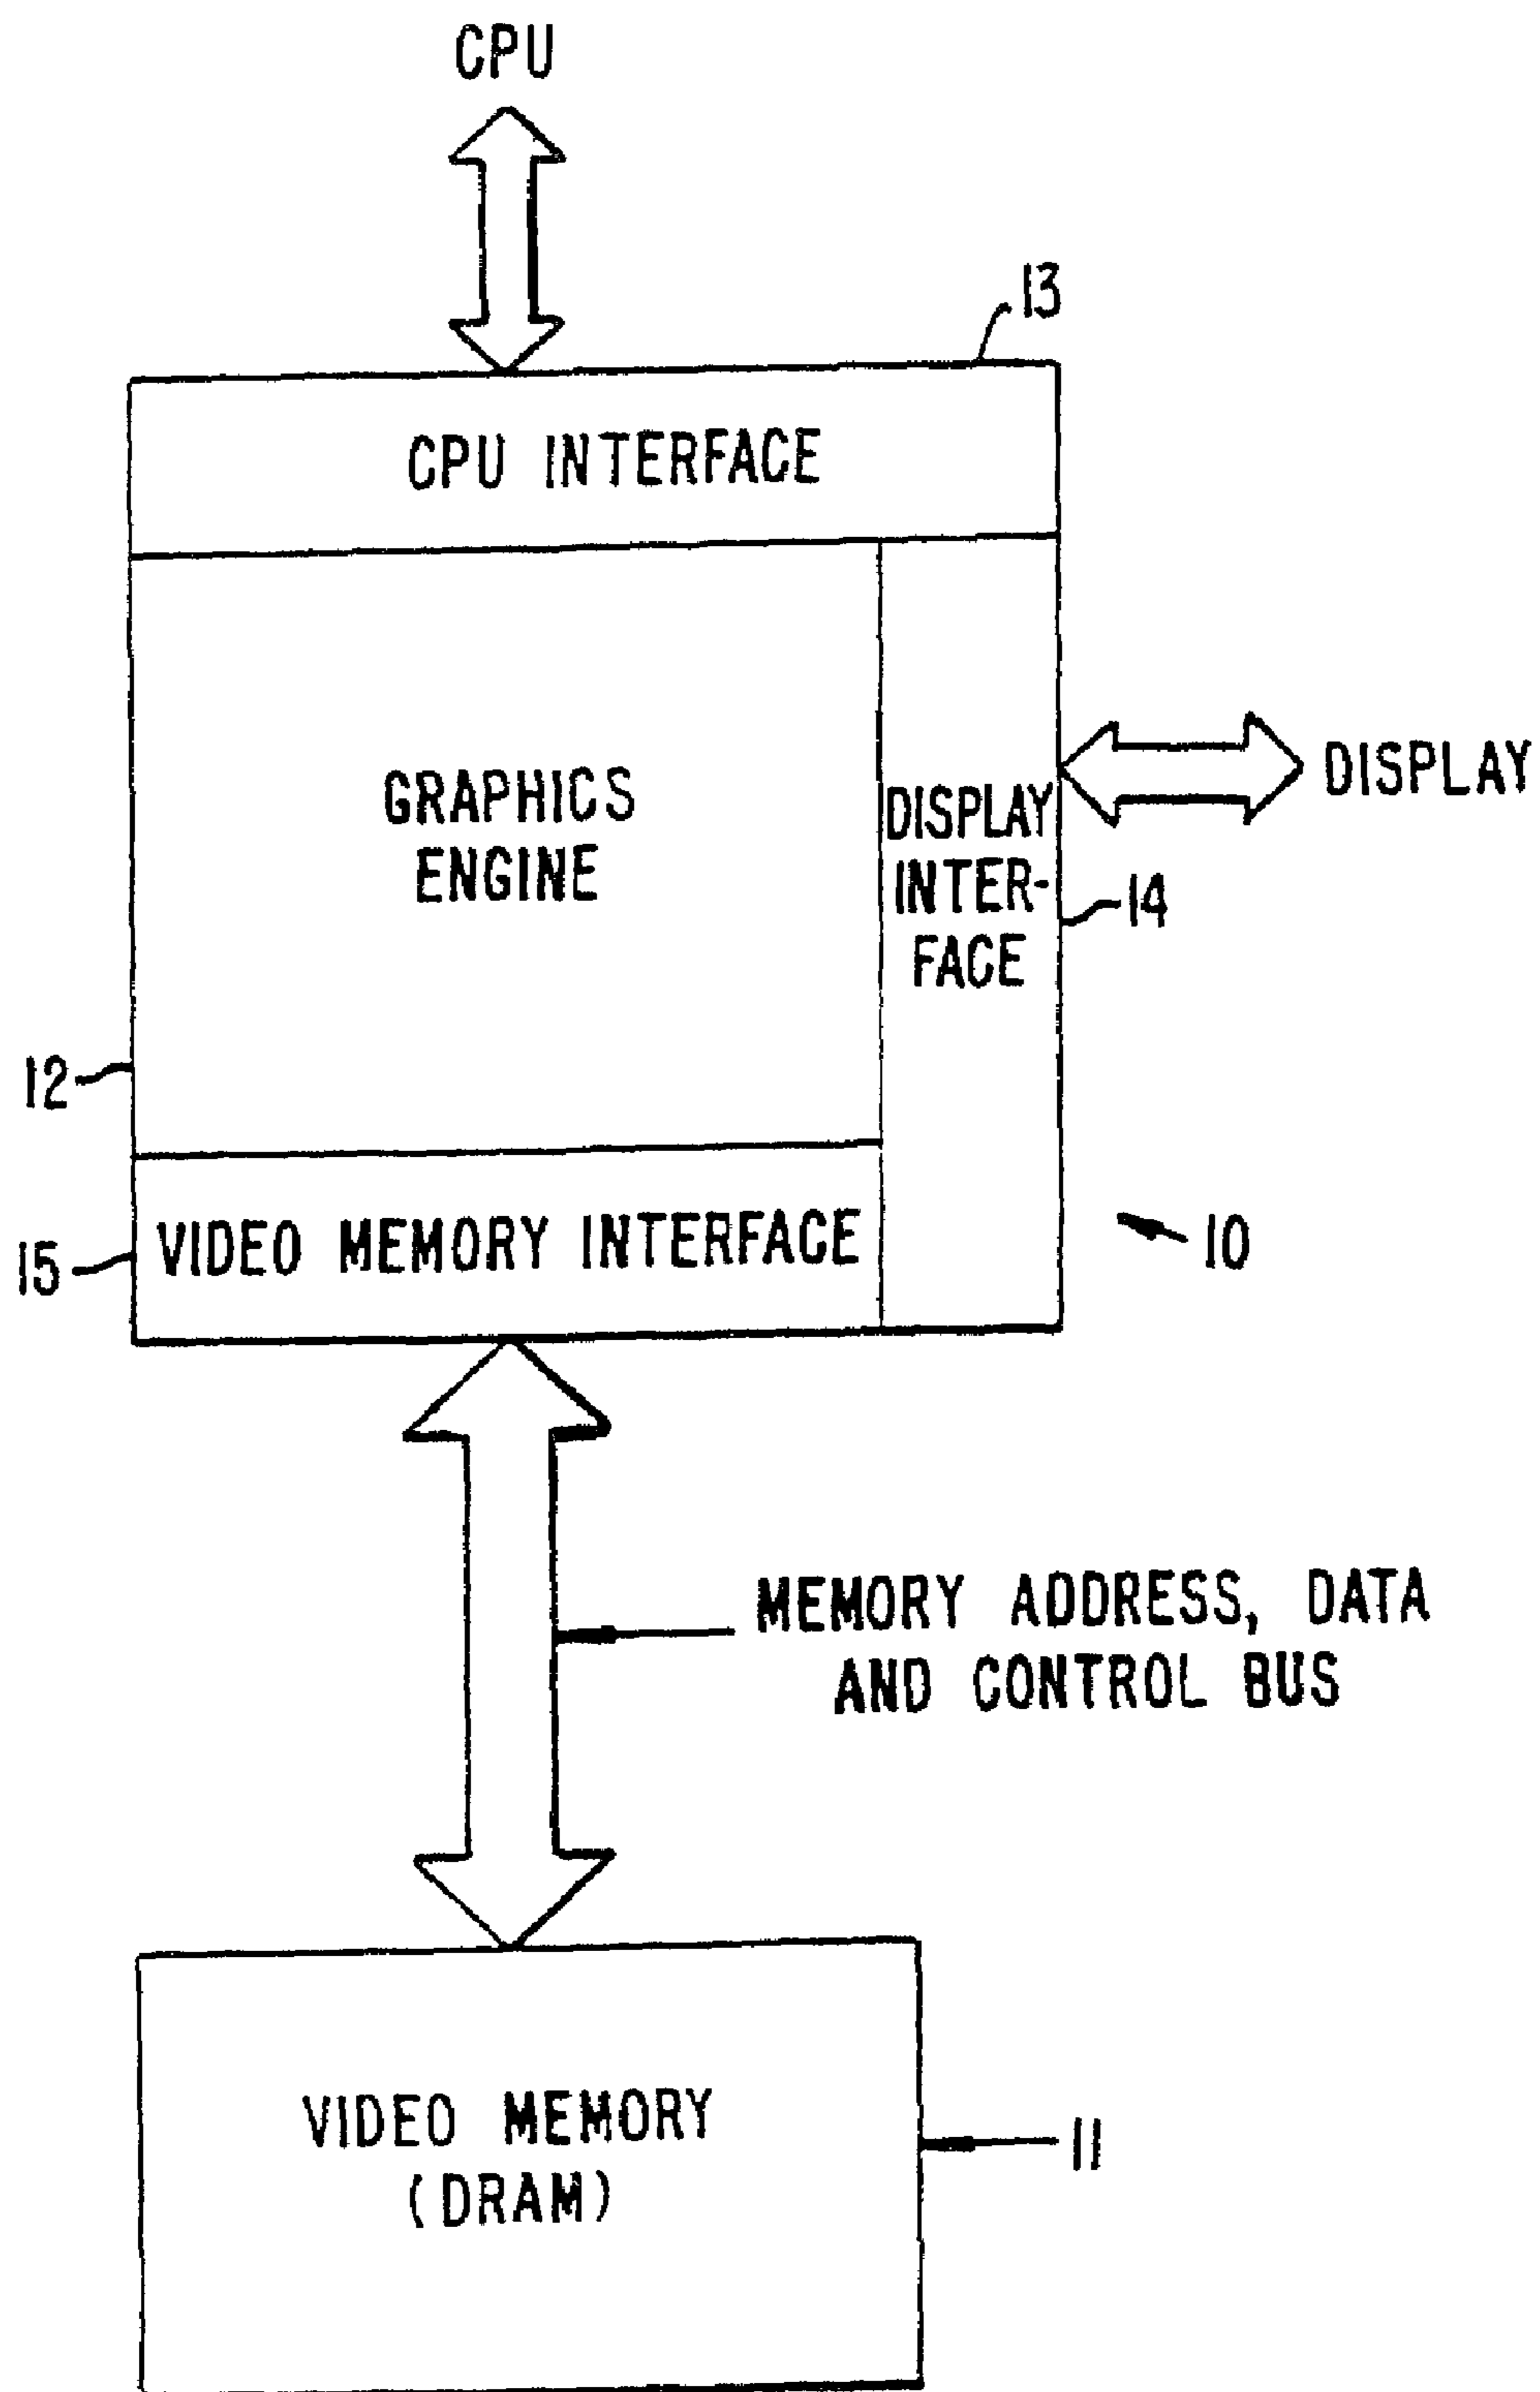 CPU
13
CPU INTERFACE
GRAPHICS
ENGINE
DISPLAY
INTER-
FACE
DISPLAY
14
12
VIDEO MEMORY INTERFACE
15
10
MEMORY ADDRESS, DATA
AND CONTROL BUS
VIDEO MEMORY
(DRAM)
11